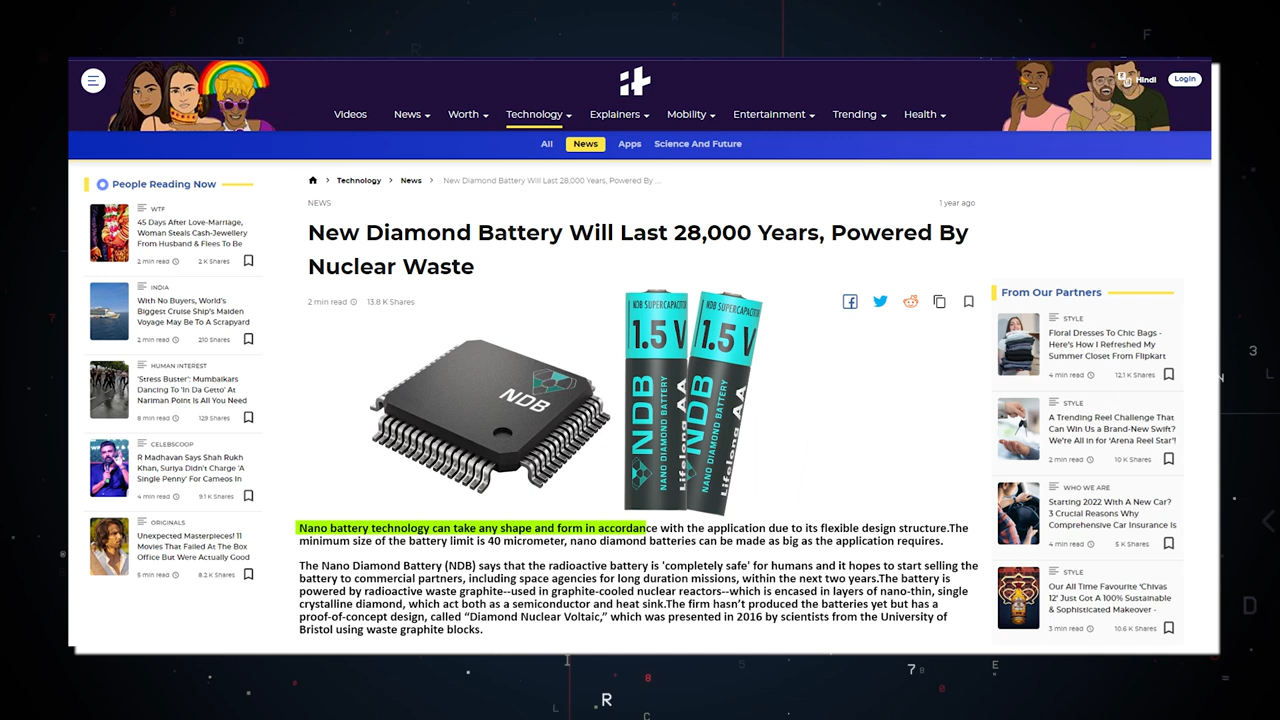 it
Hindi
Login
Videos
News
Worth
Technology
Explainers
Mobility
Entertainment
Trending
Health
All
News
Apps
Science And Future
People Reading Now
WTF
45 Days After Love-Marriage,
Woman Steals Cash-Jewellery
From Husband & Flees To Be
2 min read
2 K Shares
INDIA
With No Buyers, World's
Biggest Cruise Ship's Maiden
Voyage May Be To A Scrapyard
2 min read
210 Shares
HUMAN INTEREST
'Stress Buster': Mumbaikars
Dancing To 'In Da Getto' At
Nariman Point Is All You Need
8 min read
129 Shares
CELEBSCOOP
R Madhavan Says Shah Rukh
Khan, Suriya Didn't Charge 'A
Single Penny' For Cameos In
4 min read
9.1 K Shares
ORIGINALS
Unexpected Masterpieces! 11
Movies That Failed At The Box
Office But Were Actually Good
5 min read
8.2 K Shares
Technology > News > New Diamond Battery Will Last 28,000 Years, Powered By ...
NEWS
1 year ago
New Diamond Battery Will Last 28,000 Years, Powered By
Nuclear Waste
2 min read
13.8 K Shares
NDB
NDB SUPERCAPACITOR
1.5 V
NDB
NANO DIAMOND BATTERY
Lifelong AA
NDB SUPERCAPACITOR
1.5 V
NDB
NANO DIAMOND BATTERY
Lifelong AA
Nano battery technology can take any shape and form in accordance with the application due to its flexible design structure.The
minimum size of the battery limit is 40 micrometer, nano diamond batteries can be made as big as the application requires.
The Nano Diamond Battery (NDB) says that the radioactive battery is 'completely safe' for humans and it hopes to start selling the
battery to commercial partners, including space agencies for long duration missions, within the next two years.The battery is
powered by radioactive waste graphite--used in graphite-cooled nuclear reactors--which is encased in layers of nano-thin, single
crystalline diamond, which act both as a semiconductor and heat sink.The firm hasn't produced the batteries yet but has a
proof-of-concept design, called “Diamond Nuclear Voltaic,” which was presented in 2016 by scientists from the University of
Bristol using waste graphite blocks.
From Our Partners
STYLE
Floral Dresses To Chic Bags -
Here's How I Refreshed My
Summer Closet From Flipkart
4 min read
12.1 K Shares
STYLE
A Trending Reel Challenge That
Can Win Us a Brand-New Swift?
We're All in for 'Arena Reel Star'!
2 min read
10 K Shares
WHO WE ARE
Starting 2022 With A New Car?
3 Crucial Reasons Why
Comprehensive Car Insurance Is
4 min read
5 K Shares
STYLE
Our All Time Favourite 'Chivas
12' Just Got A 100% Sustainable
& Sophisticated Makeover -
3 min read
10.6 K Shares